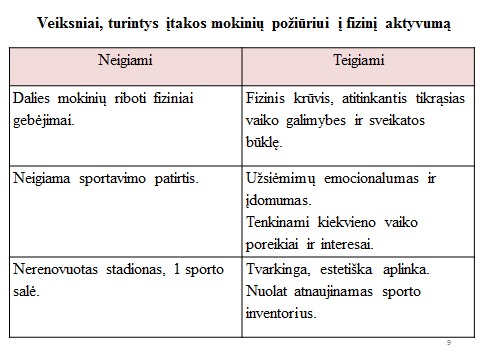 Veiksniai, turintys įtakos mokinių požiūriui į fizinį aktyvumą
Neigiami
Teigiami
Dalies mokinių riboti fiziniai
gebėjimai.
Fizinis krūvis, atitinkantis tikrąsias
vaiko galimybes ir sveikatos
būklę.
Neigiama sportavimo patirtis.
Užsiėmimų emocionalumas ir
įdomumas.
Tenkinami kiekvieno vaiko
poreikiai ir interesai.
Nerenovuotas stadionas, 1 sporto
salė.
Tvarkinga, estetiška aplinka.
Nuolat atnaujinamas sporto
inventorius.
9